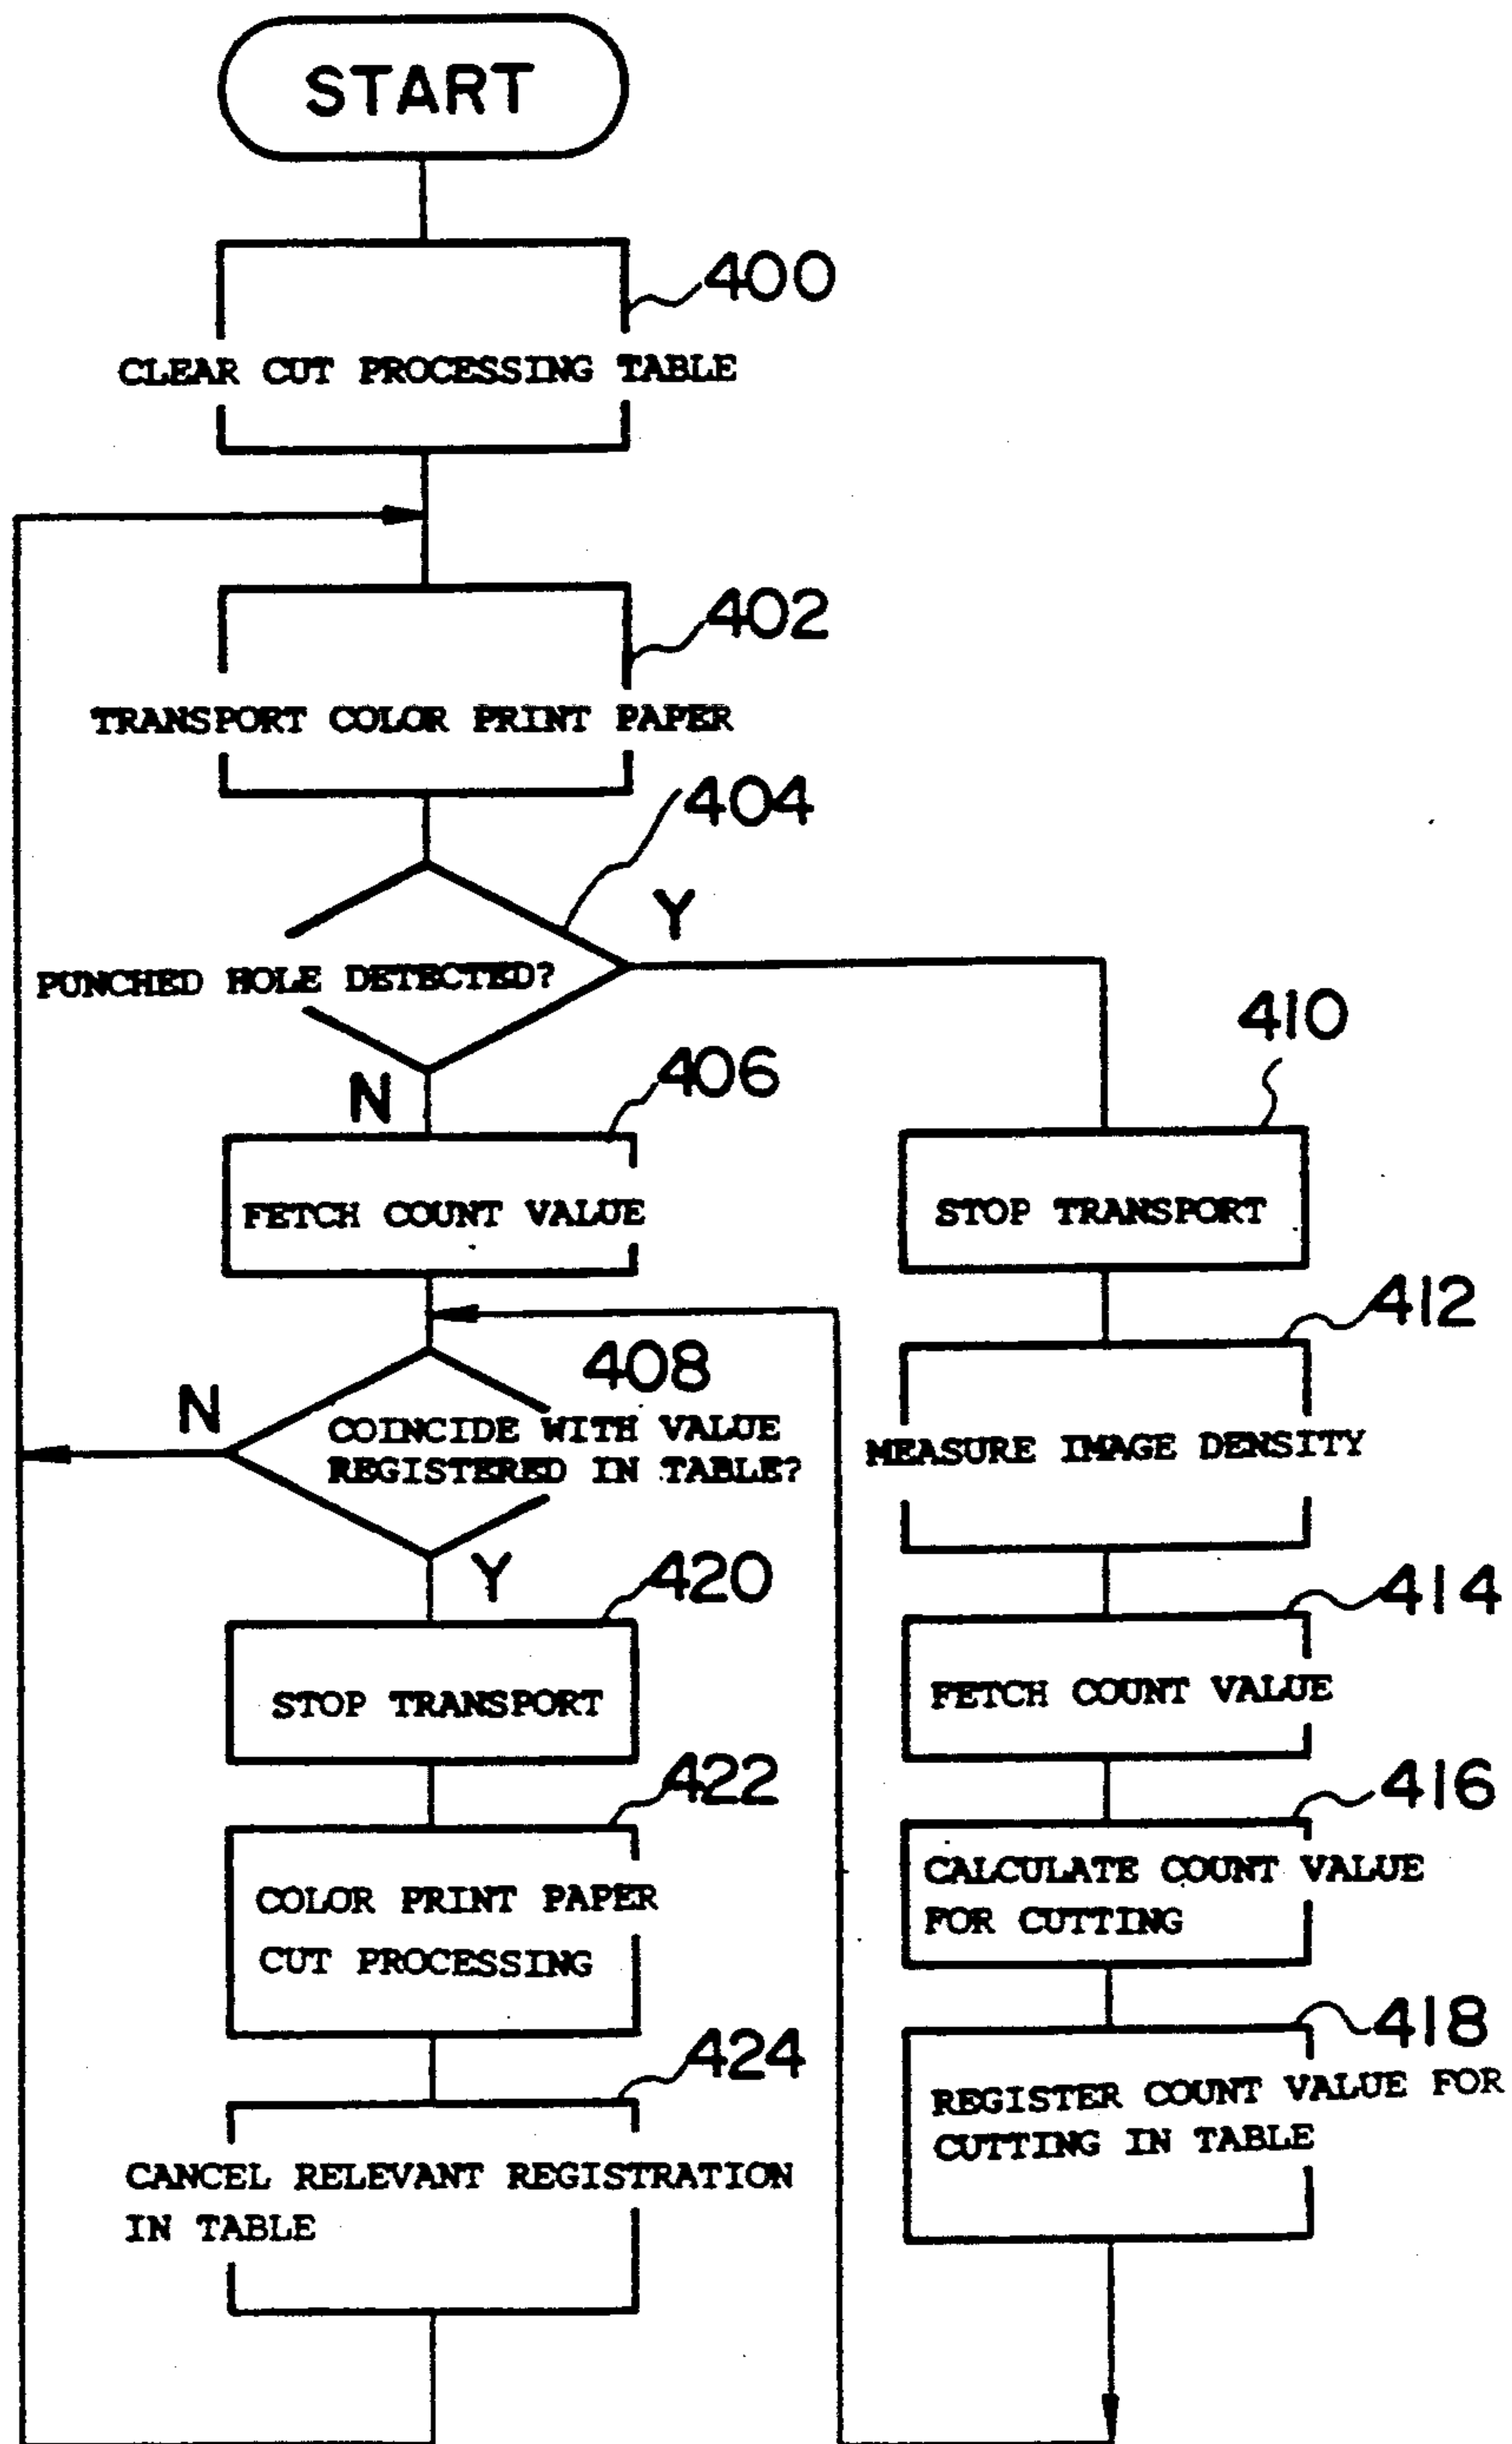 START
400
CLEAR CUT PROCESSING TABLE
402
TRANSPORT COLOR PRINT PAPER
404
Y
PUNCHED HOLE DETECTED?
N
406
FETCH COUNT VALUE
408
N
COINCIDE WITH VALUE
REGISTERED IN TABLE?
Y
420
STOP TRANSPORT
422
COLOR PRINT PAPER
CUT PROCESSING
424
CANCEL RELEVANT REGISTRATION
IN TABLE
410
STOP TRANSPORT
412
MEASURE IMAGE DENSITY
414
FETCH COUNT VALUE
416
CALCULATE COUNT VALUE
FOR CUTTING
418
REGISTER COUNT VALUE FOR
CUTTING IN TABLE